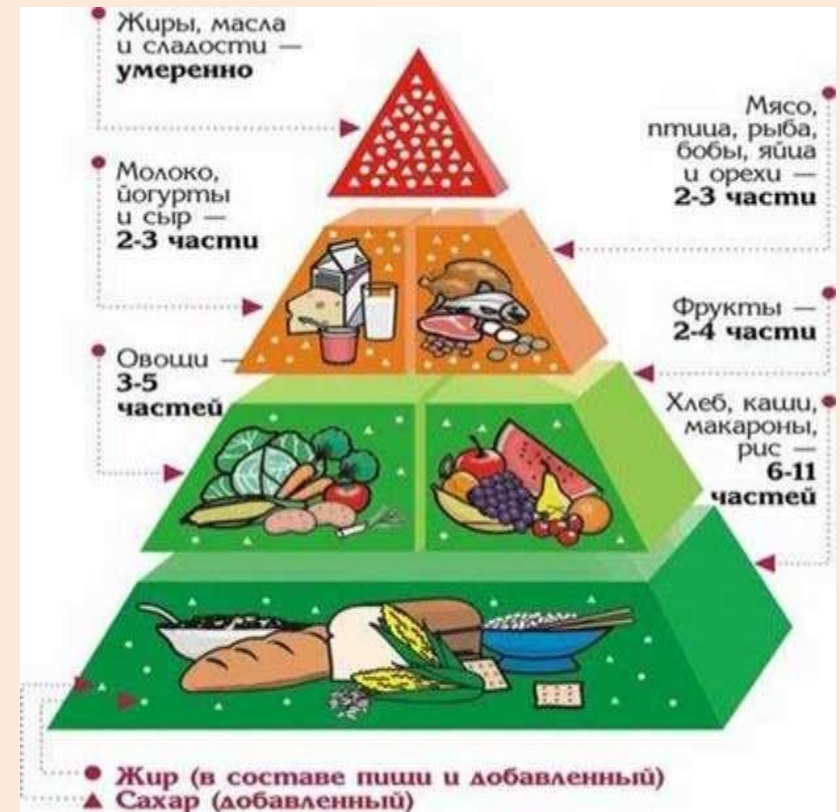 Жиры, масла
и сладости —
умеренно
Мясо,
птица, рыба,
бобы, яйца
и орехи —
2-3 части
Молоко,
йогурты
и сыр —
2-3 части
Фрукты —
2-4 части
Овощи —
3-5
частей
Хлеб, каши,
макароны,
рис —
6-11
частей
Жир (в составе пищи и добавленный)
Сахар (добавленный)